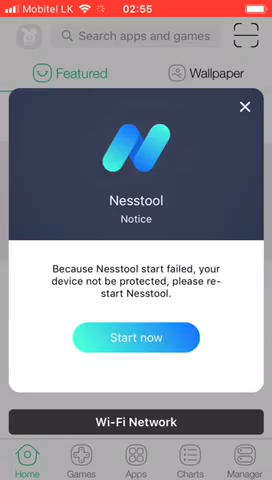 Mobitel LK
02:55
Search apps and games
Featured
Wallpaper
Nesstool
Notice
Because Nesstool start failed, your
device not be protected, please re-
start Nesstool.
Start now
Wi-Fi Network
Home
Games
Apps
Charts
Manager